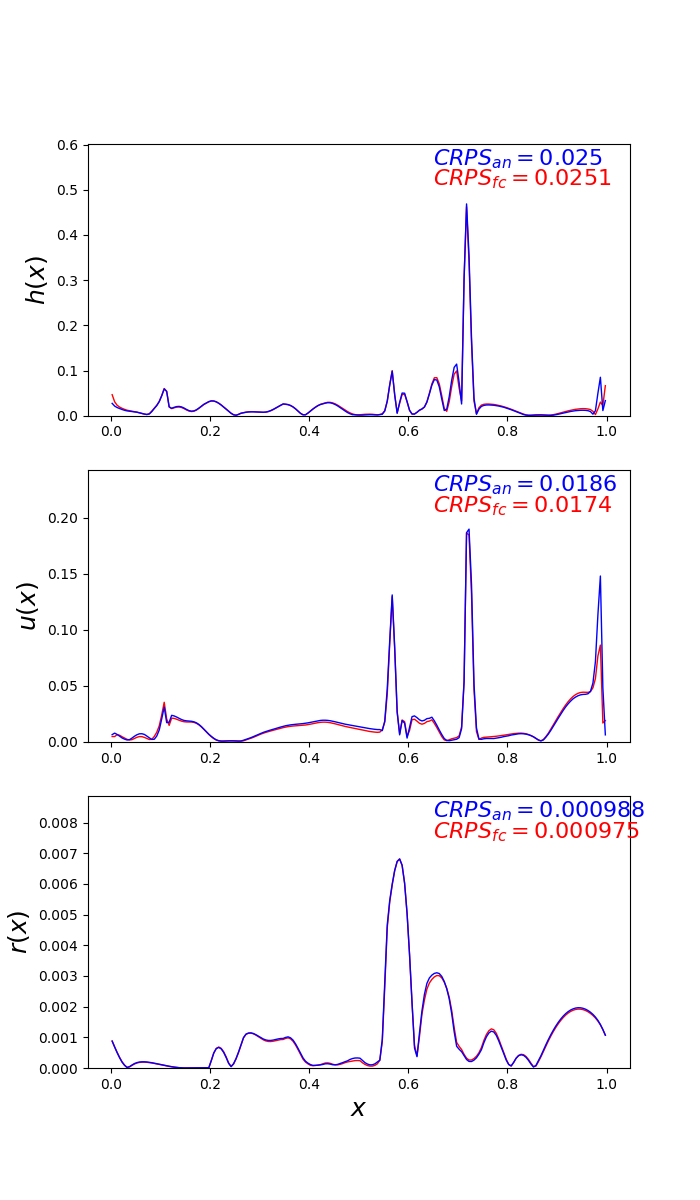 0.6
CRPS_an = 0.025
CRPS_fc = 0.0251
0.5
0.4
h(x)
0.3
0.2
0.1
0.0
0.0 0.2 0.4 0.6 0.8 1.0
CRPS_an = 0.0186
CRPS_fc = 0.0174
0.20
0.15
u(x)
0.10
0.05
0.00
0.0 0.2 0.4 0.6 0.8 1.0
CRPS_an = 0.000988
0.008
CRPS_fc = 0.000975
0.007
0.006
0.005
r(x)
0.004
0.003
0.002
0.001
0.000
0.0 0.2 0.4 0.6 0.8 1.0
x